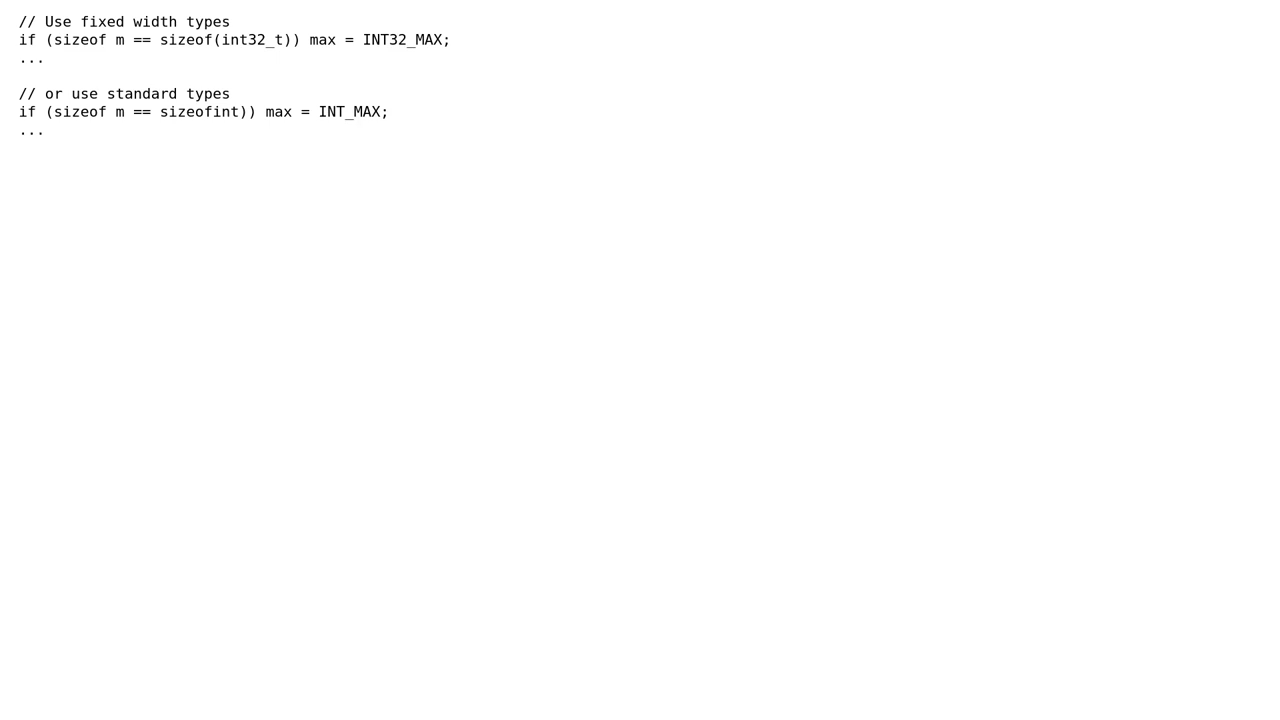 // Use fixed width types
if (sizeof m == sizeof(int32_t)) max = INT32_MAX;
...

// or use standard types
if (sizeof m == sizeofint)) max = INT_MAX;
...